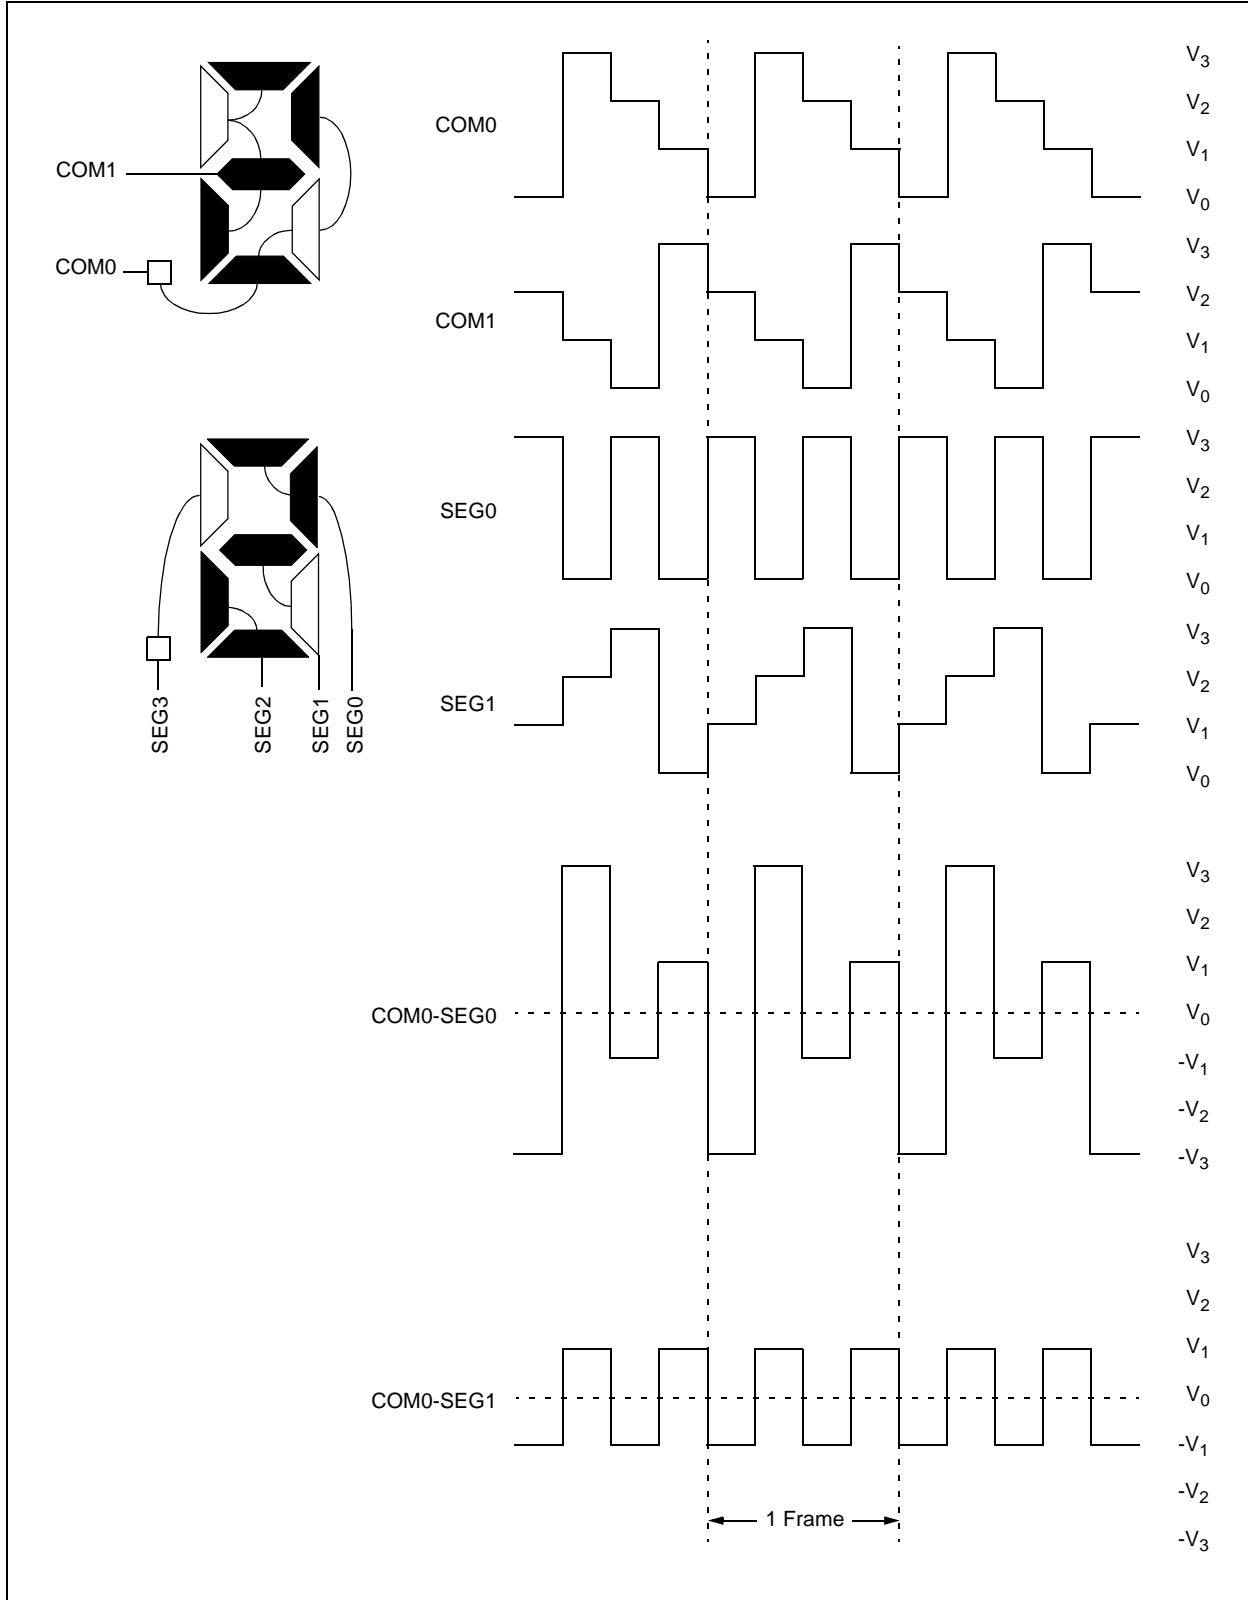 COM1
COM0
SEG3
SEG2
SEG1
SEG0
COM0
V3
V2
V1
V0
COM1
V3
V2
V1
V0
SEG0
V3
V2
V1
V0
SEG1
V3
V2
V1
V0
COM0-SEG0
V3
V2
V1
V0
-V1
-V2
-V3
COM0-SEG1
V3
V2
V1
V0
-V1
-V2
-V3
1 Frame